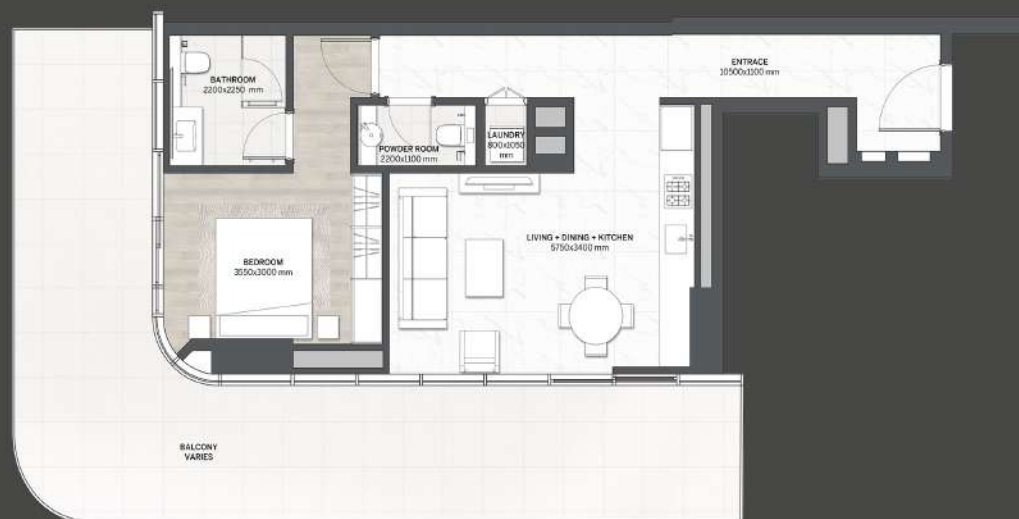 BATHROOM
2200x2250 mm
ENTRACE
10500x1100 mm
POWDER ROOM
2200x1100 mm
LAUNDRY
800x1050
mm
LIVING + DINING + KITCHEN
5750x3400 mm
BEDROOM
3550x3000 mm
BALCONY
VARIES